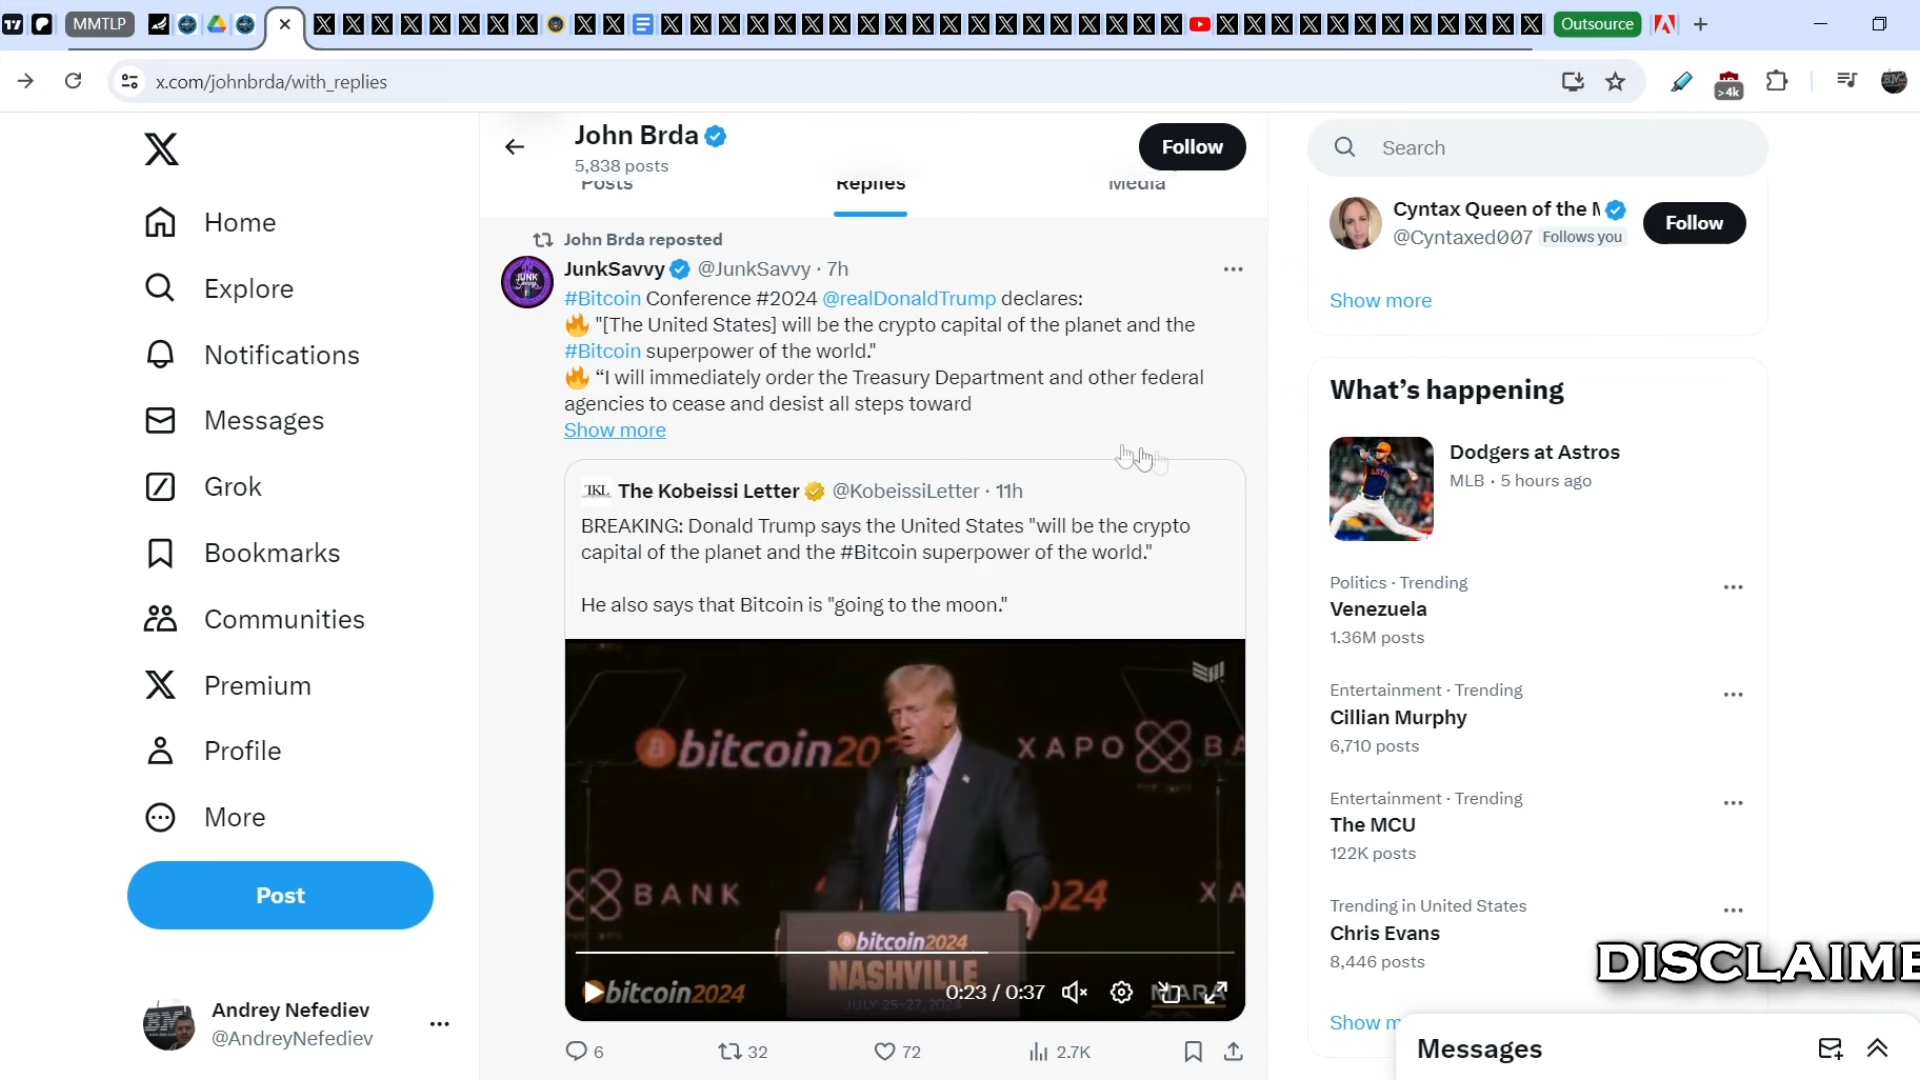 MMTLP
Outsource
x.com/johnbrda/with_replies
>4k
John Brda
5,838 posts
Follow
Posts
Replies
Media
Search
Home
Explore
Notifications
Messages
Grok
Bookmarks
Communities
Premium
Profile
More
Post
Andrey Nefediev
@AndreyNefediev
John Brda reposted
JunkSavvy @JunkSavvy · 7h
#Bitcoin Conference #2024 @realDonaldTrump declares:
🔥 "[The United States] will be the crypto capital of the planet and the
#Bitcoin superpower of the world."
🔥 “I will immediately order the Treasury Department and other federal
agencies to cease and desist all steps toward
Show more
TKL The Kobeissi Letter @KobeissiLetter · 11h
BREAKING: Donald Trump says the United States "will be the crypto
capital of the planet and the #Bitcoin superpower of the world."
He also says that Bitcoin is "going to the moon."
bitcoin202
XAPO BA
BANK
024
XA
bitcoin2024
NASHVILLE
JULY 25-27, 2024
bitcoin2024
0:23 / 0:37
MARA
6
32
72
2.7K
Cyntax Queen of the M
@Cyntaxed007 Follows you
Follow
Show more
What’s happening
Dodgers at Astros
MLB · 5 hours ago
Politics · Trending
Venezuela
1.36M posts
Entertainment · Trending
Cillian Murphy
6,710 posts
Entertainment · Trending
The MCU
122K posts
Trending in United States
Chris Evans
8,446 posts
Show m
DISCLAIME
Messages